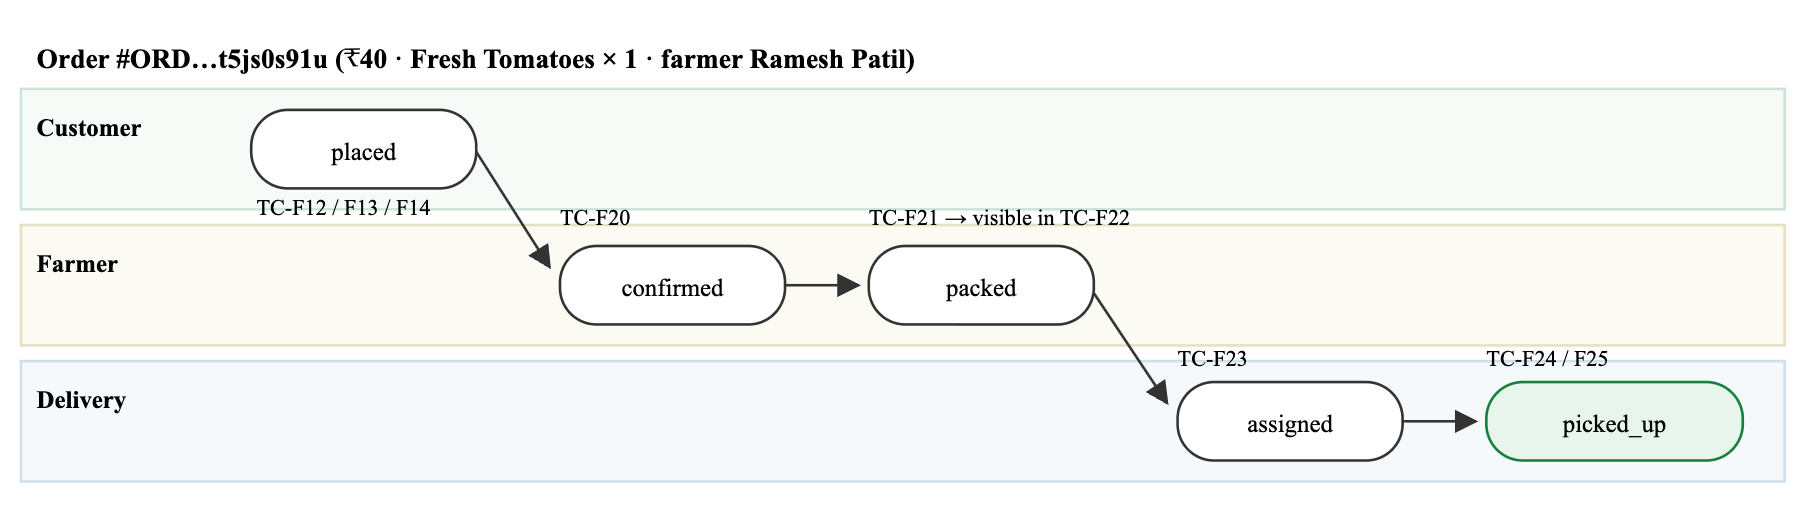 Order #ORD…t5js0s91u (₹40 · Fresh Tomatoes × 1 · farmer Ramesh Patil)
Customer
placed
TC-F12 / F13 / F14
TC-F20
TC-F21 → visible in TC-F22
Farmer
confirmed
packed
TC-F23
TC-F24 / F25
Delivery
assigned
picked_up